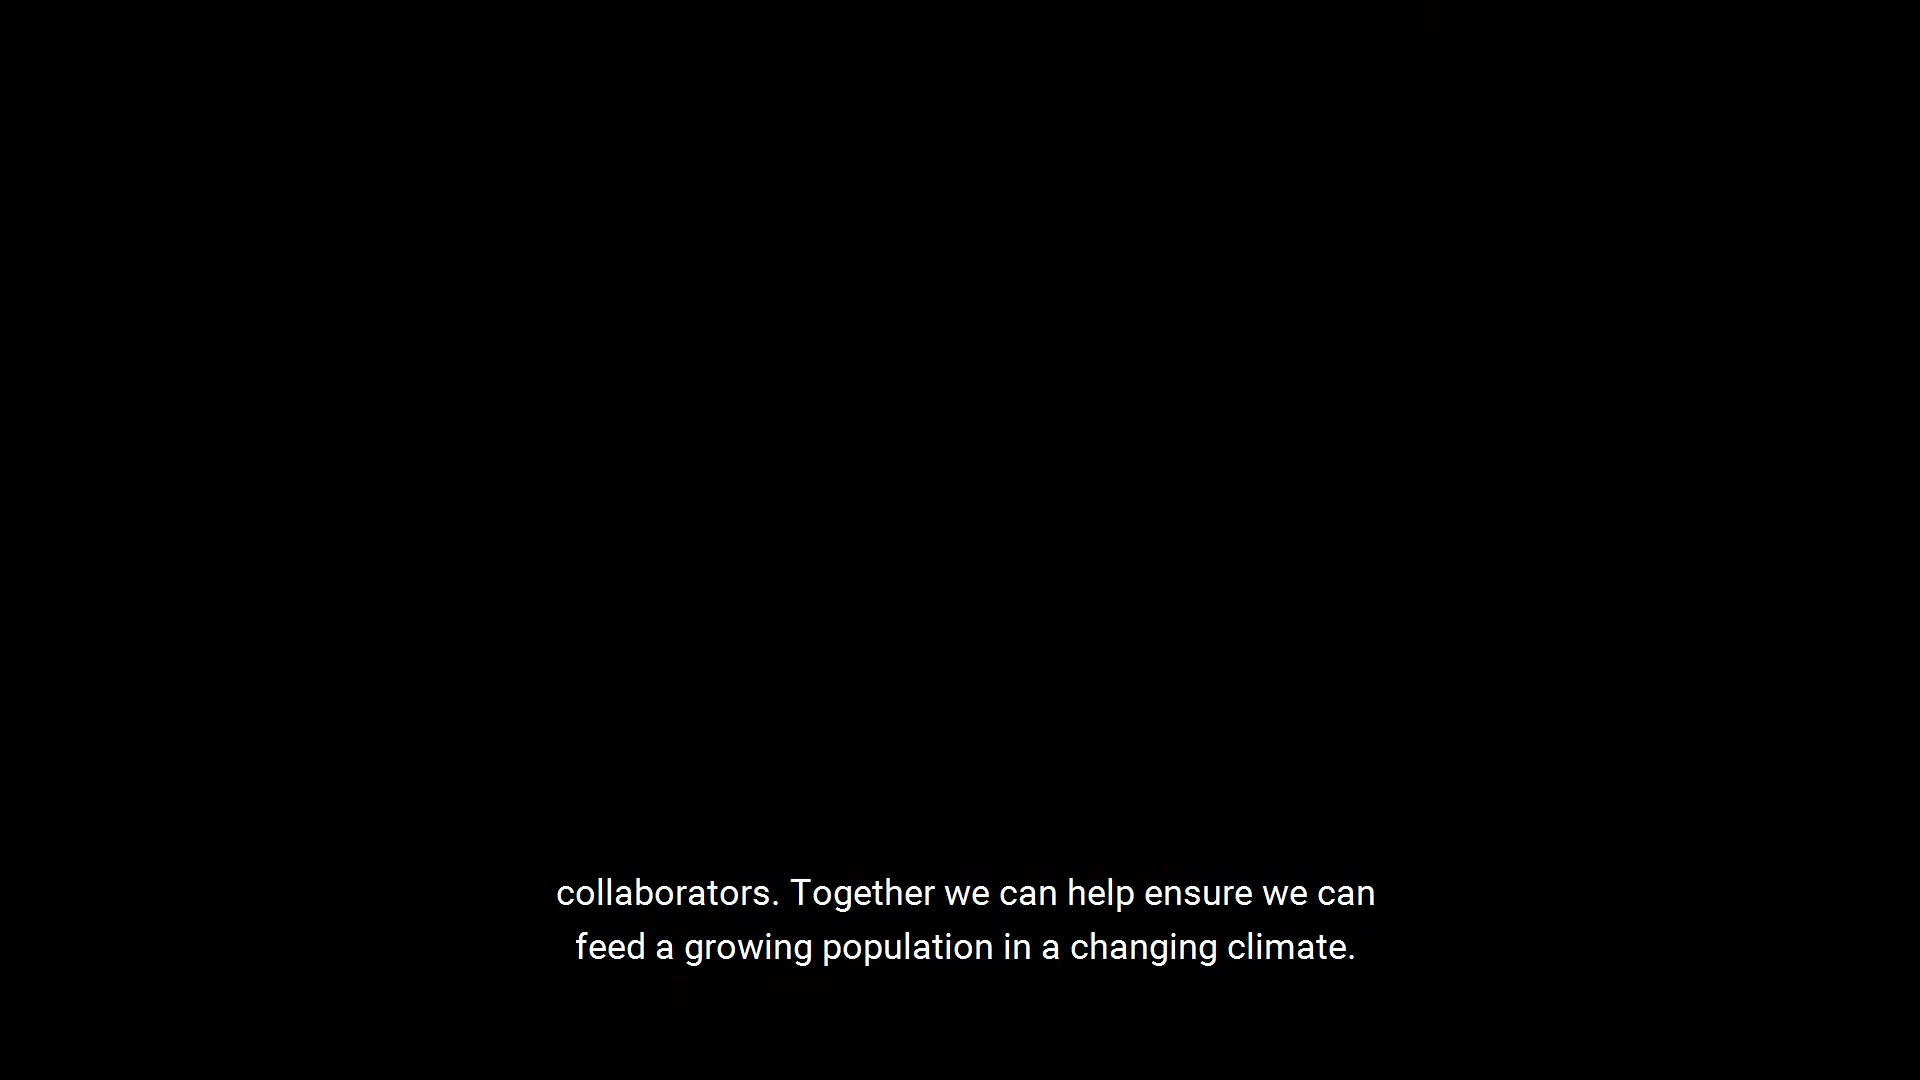 collaborators. Together we can help ensure we can
feed a growing population in a changing climate.